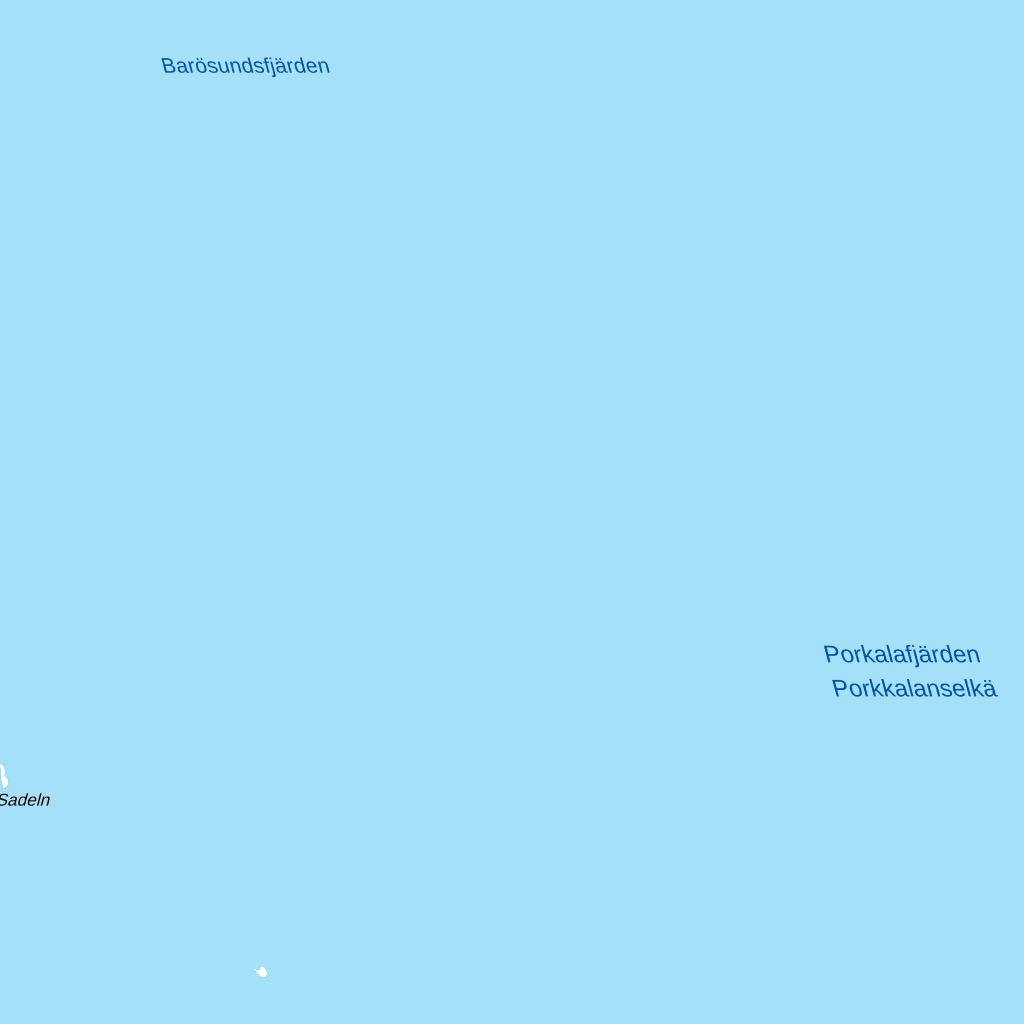 Barösundsfjärden
Porkalafjärden
Porkkalanselkä
Sadeln